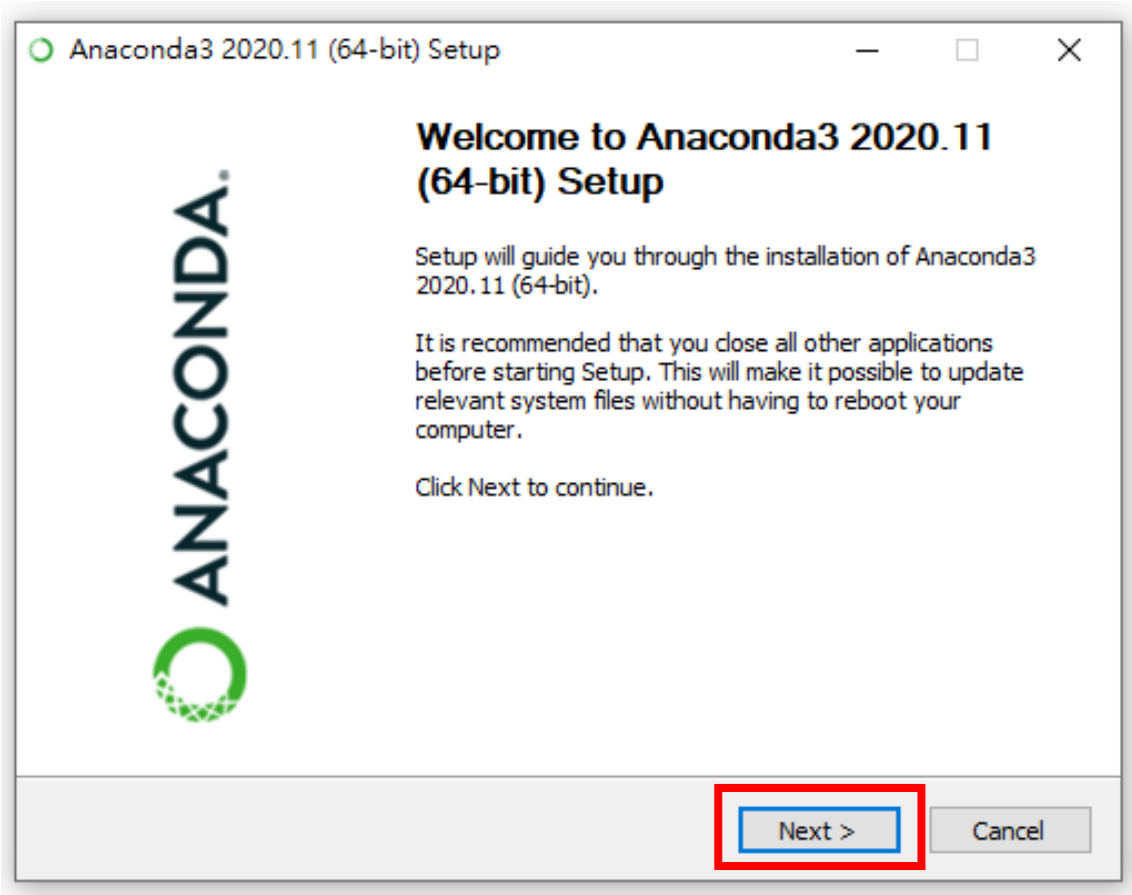 Anaconda3 2020.11 (64-bit) Setup
Welcome to Anaconda3 2020.11
(64-bit) Setup
ANACONDA.
Setup will guide you through the installation of Anaconda3
2020.11 (64-bit).
It is recommended that you close all other applications
before starting Setup. This will make it possible to update
relevant system files without having to reboot your
computer.
Click Next to continue.
Next >
Cancel